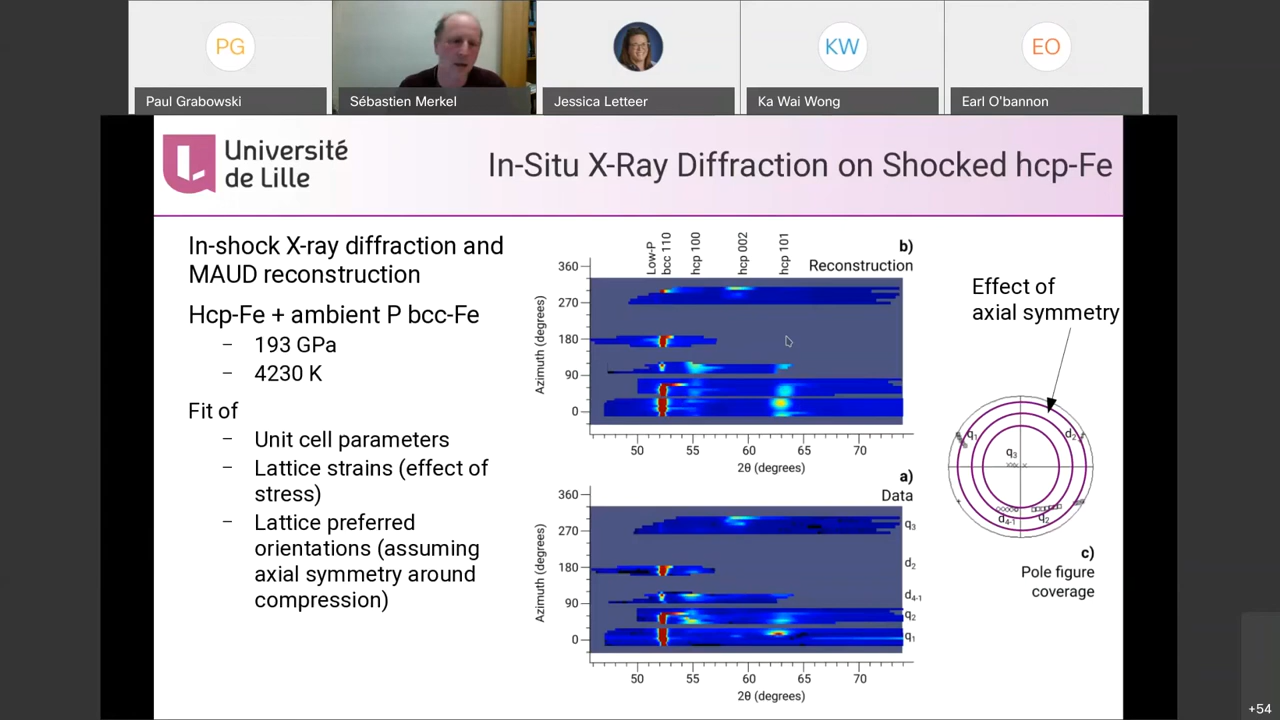 PG
KW
EO
Paul Grabowski
Sébastien Merkel
Jessica Letteer
Ka Wai Wong
Earl O'bannon
Université
de Lille
In-Situ X-Ray Diffraction on Shocked hcp-Fe
In-shock X-ray diffraction and
MAUD reconstruction
Hcp-Fe + ambient P bcc-Fe
– 193 GPa
– 4230 K
Fit of
– Unit cell parameters
– Lattice strains (effect of
stress)
– Lattice preferred
orientations (assuming
axial symmetry around
compression)
Low-P
bcc 110
hcp 100
hcp 002
hcp 101
b)
Reconstruction
Azimuth (degrees)
360
270
180
90
0
50 55 60 65 70
2θ (degrees)
a)
Data
Azimuth (degrees)
360
270
180
90
0
q3
d2
d4-1
q2
q1
50 55 60 65 70
2θ (degrees)
Effect of
axial symmetry
q1
d2
q3
d4-1
q2
c)
Pole figure
coverage
+54